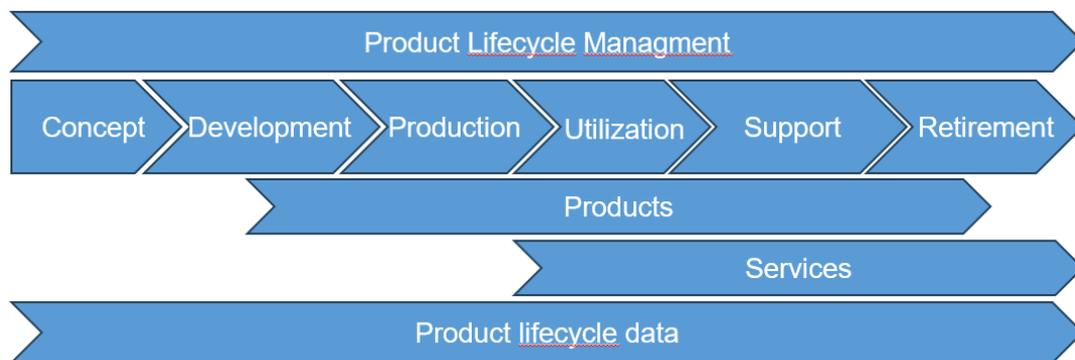 Product Lifecycle Managment
Concept Development Production Utilization Support Retirement
Products
Services
Product lifecycle data